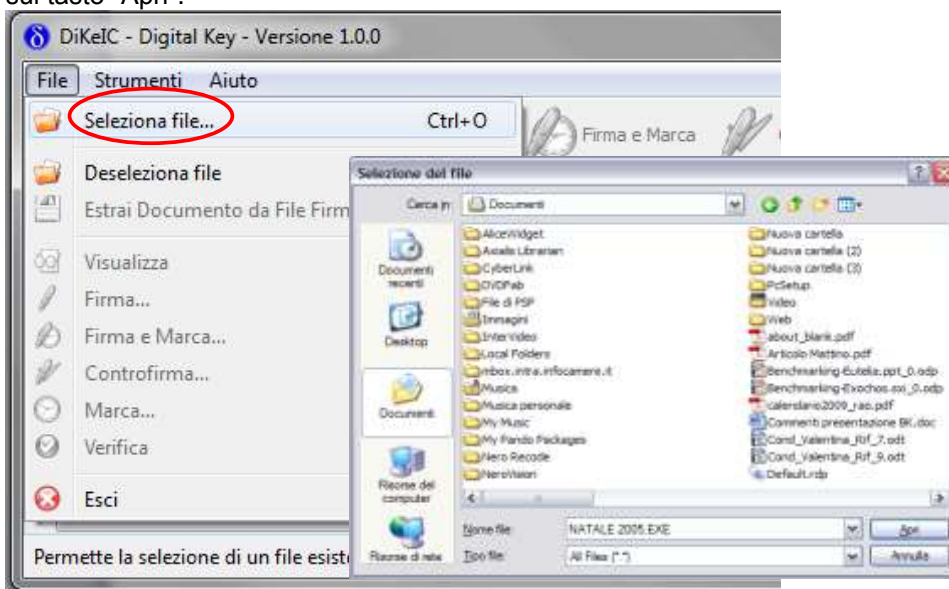 sul tasto "Apri".
DiKeIC - Digital Key - Versione 1.0.0
File Strumenti Aiuto
Seleziona file... Ctrl+O
Firma e Marca
Deseleziona file
Estrai Documento da File Firm
Visualizza
Firma...
Firma e Marca...
Controfirma...
Marca...
Verifica
Esci
Permette la selezione di un file esiste
Selezione del file
Cerca in: Documenti
Documenti recenti
Desktop
Documenti
Risorse del computer
Risorse di rete
AliceWidget
Axialis Librarian
CyberLink
DVDFab
File di PSP
Immagini
InterVideo
Local Folders
mbox.intra.infocamere.it
Musica
Musica personale
My Music
My Pando Packages
Nero Recode
NeroVision
Nuova cartella
Nuova cartella (2)
Nuova cartella (3)
PcSetup
Video
Web
about_blank.pdf
Articolo Mattino.pdf
Benchmarking-Eutelia.ppt_0.odp
Benchmarking-Exochos.sxi_0.odp
calendario2009_rao.pdf
Commenti presentazione BK.doc
Cond_Valentina_Rif_7.odt
Cond_Valentina_Rif_9.odt
Default.rdp
Nome file: NATALE 2005.EXE Apri
Tipo file: All Files (*.*) Annulla